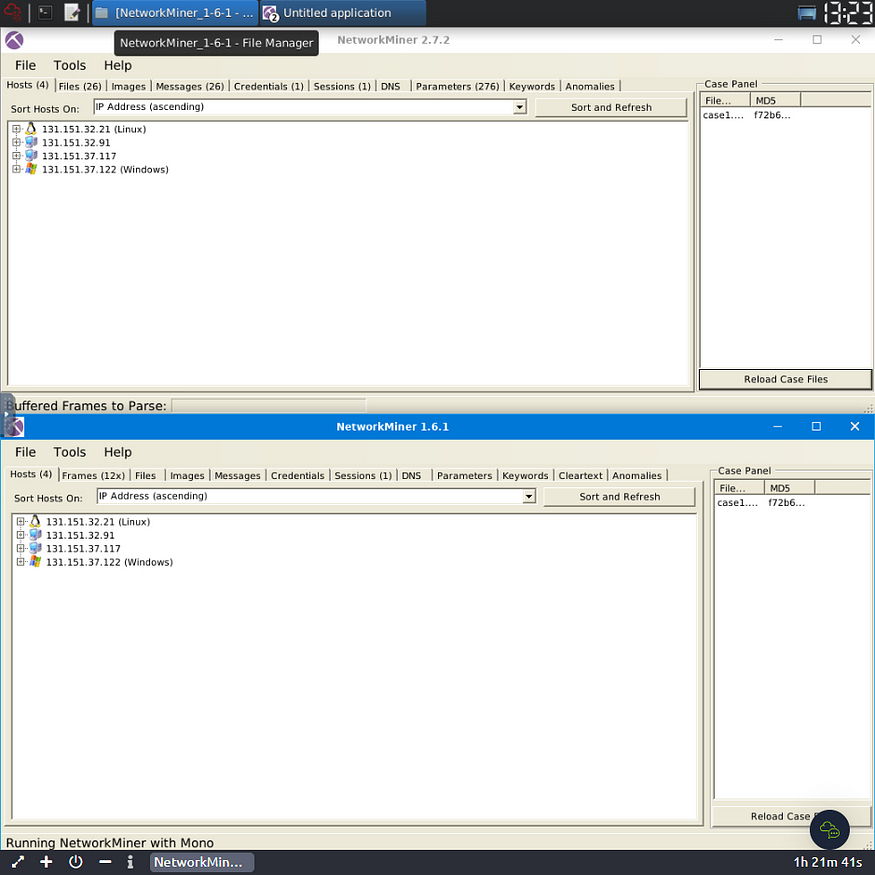 [NetworkMiner_1-6-1 - ... Untitled application 13:23
2
NetworkMiner_1-6-1 - File Manager NetworkMiner 2.7.2
File Tools Help
Hosts (4) Files (26) Images Messages (26) Credentials (1) Sessions (1) DNS Parameters (276) Keywords Anomalies Case Panel
Sort Hosts On: IP Address (ascending) Sort and Refresh File... MD5
case1.... f72b6...
131.151.32.21 (Linux)
131.151.32.91
131.151.37.117
131.151.37.122 (Windows)
Reload Case Files
Buffered Frames to Parse:
NetworkMiner 1.6.1
File Tools Help
Hosts (4) Frames (12x) Files Images Messages Credentials Sessions (1) DNS Parameters Keywords Cleartext Anomalies Case Panel
Sort Hosts On: IP Address (ascending) Sort and Refresh File... MD5
case1.... f72b6...
131.151.32.21 (Linux)
131.151.32.91
131.151.37.117
131.151.37.122 (Windows)
Reload Case
Running NetworkMiner with Mono
NetworkMin... 1h 21m 41s